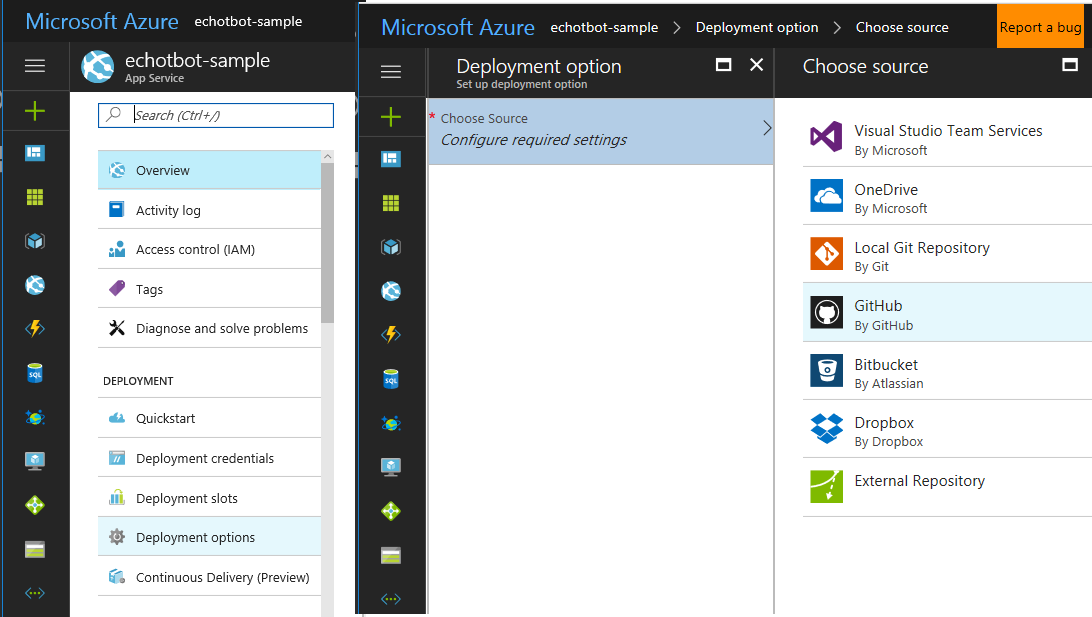 Microsoft Azure echotbot-sample
echotbot-sample
App Service
Search (Ctrl+/)
Overview
Activity log
Access control (IAM)
Tags
Diagnose and solve problems
DEPLOYMENT
Quickstart
Deployment credentials
Deployment slots
Deployment options
Continuous Delivery (Preview)
SQL
Microsoft Azure echotbot-sample > Deployment option > Choose source
Report a bug
Deployment option
Set up deployment option
* Choose Source
Configure required settings
SQL
Choose source
Visual Studio Team Services
By Microsoft
OneDrive
By Microsoft
Local Git Repository
By Git
GitHub
By GitHub
Bitbucket
By Atlassian
Dropbox
By Dropbox
External Repository